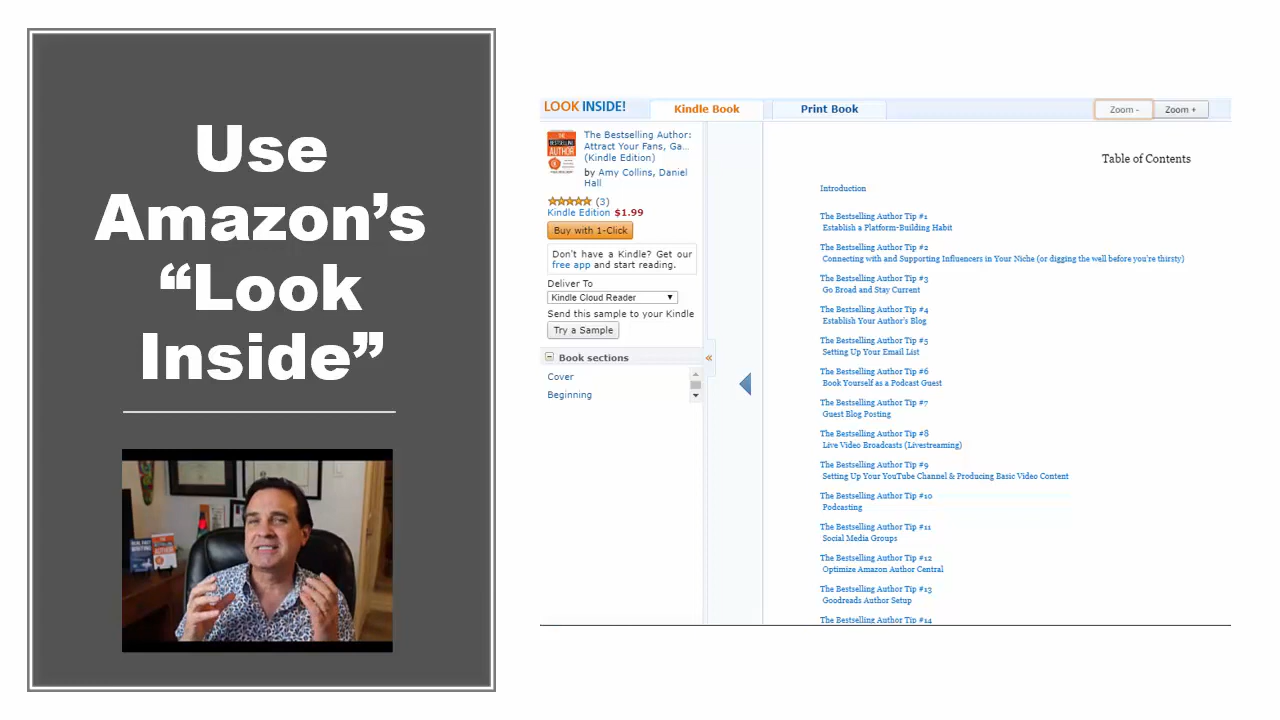 Use
Amazon’s
“Look
Inside”
LOOK INSIDE!
Kindle Book
Print Book
Zoom -
Zoom +
The Bestselling Author:
Attract Your Fans, Ga...
(Kindle Edition)
by Amy Collins, Daniel
Hall
(3)
Kindle Edition $1.99
Buy with 1-Click
Don't have a Kindle? Get our
free app and start reading.
Deliver To
Kindle Cloud Reader
Send this sample to your Kindle
Try a Sample
Book sections
Cover
Beginning
«
Table of Contents
Introduction
The Bestselling Author Tip #1
Establish a Platform-Building Habit
The Bestselling Author Tip #2
Connecting with and Supporting Influencers in Your Niche (or digging the well before you're thirsty)
The Bestselling Author Tip #3
Go Broad and Stay Current
The Bestselling Author Tip #4
Establish Your Author's Blog
The Bestselling Author Tip #5
Setting Up Your Email List
The Bestselling Author Tip #6
Book Yourself as a Podcast Guest
The Bestselling Author Tip #7
Guest Blog Posting
The Bestselling Author Tip #8
Live Video Broadcasts (Livestreaming)
The Bestselling Author Tip #9
Setting Up Your YouTube Channel & Producing Basic Video Content
The Bestselling Author Tip #10
Podcasting
The Bestselling Author Tip #11
Social Media Groups
The Bestselling Author Tip #12
Optimize Amazon Author Central
The Bestselling Author Tip #13
Goodreads Author Setup
The Bestselling Author Tip #14